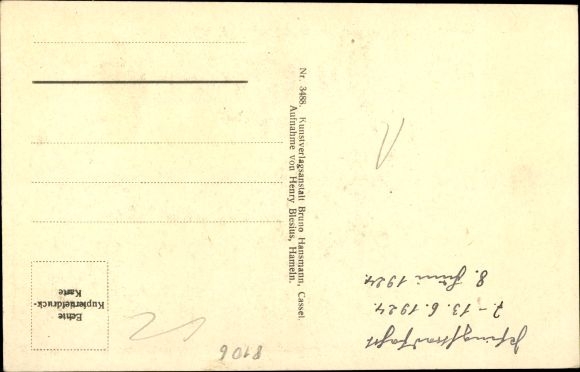 Pfingstradfahrt
7.-13.6.1924.
8. Juni 1924.
Nr. 3488. Kunstverlagsanstalt Bruno Hansmann, Cassel.
Aufnahme von Henry Blesius, Hameln.
Echte
Kupfertiefdruck-
Karte
8106